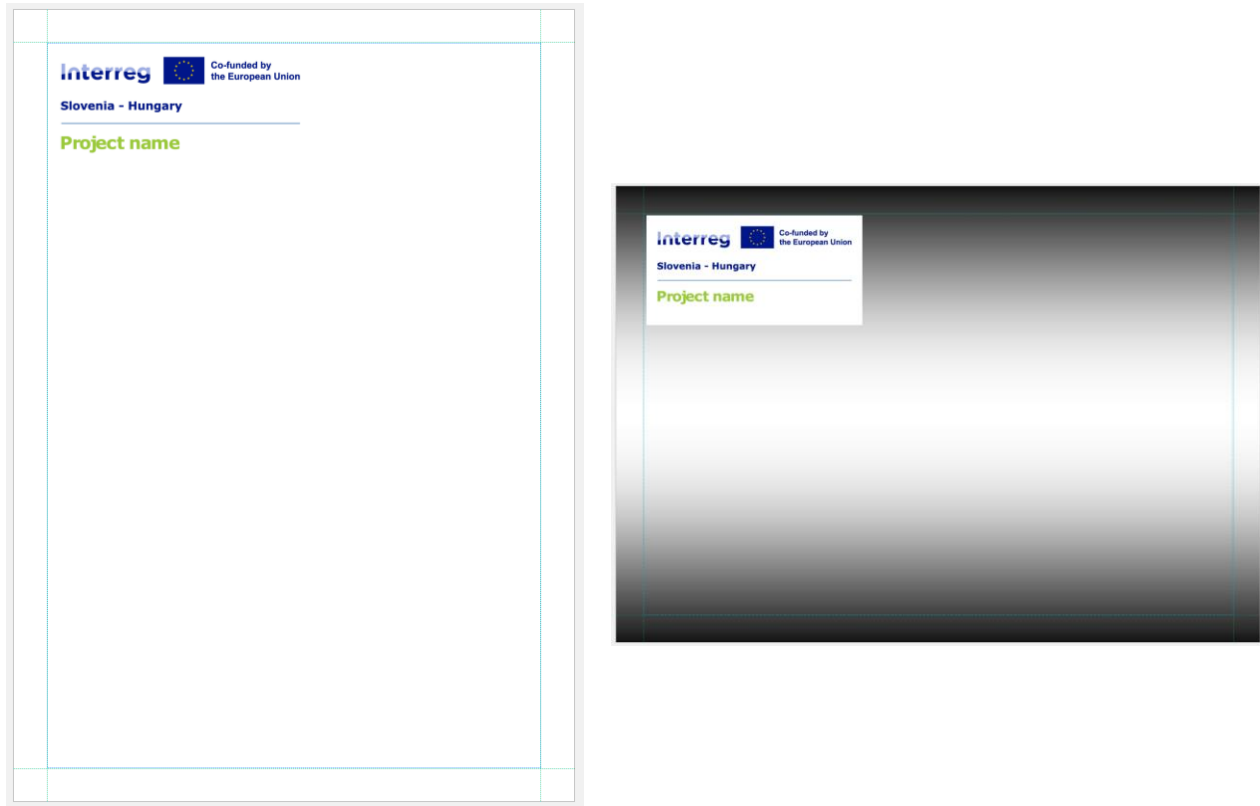 Interreg
Co-funded by
the European Union
Slovenia - Hungary
Project name
Interreg
Co-funded by
the European Union
Slovenia - Hungary
Project name